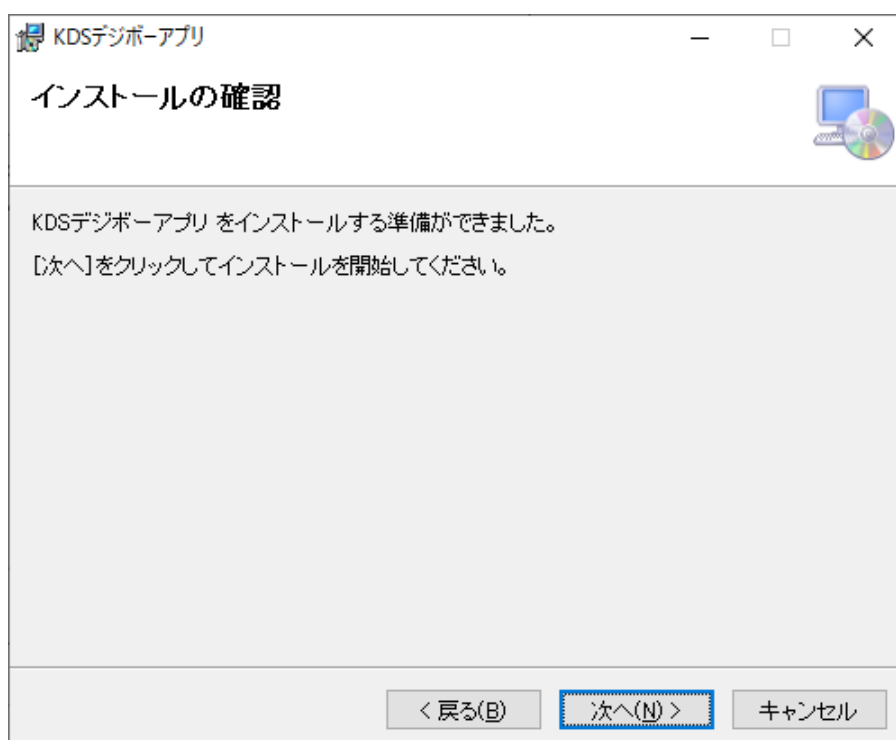 KDSデジボーアプリ
インストールの確認
KDSデジボーアプリ をインストールする準備ができました。
[次へ]をクリックしてインストールを開始してください。
< 戻る(B)
次へ(N) >
キャンセル